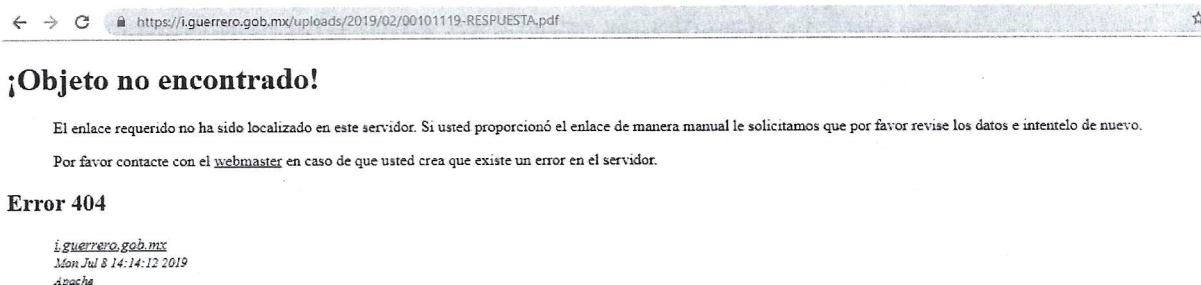 https://i.guerrero.gob.mx/uploads/2019/02/00101119-RESPUESTA.pdf
¡Objeto no encontrado!
El enlace requerido no ha sido localizado en este servidor. Si usted proporcionó el enlace de manera manual le solicitamos que por favor revise los datos e intentelo de nuevo.
Por favor contacte con el webmaster en caso de que usted crea que existe un error en el servidor.
Error 404
i.guerrero.gob.mx
Mon Jul 8 14:14:12 2019
Apache